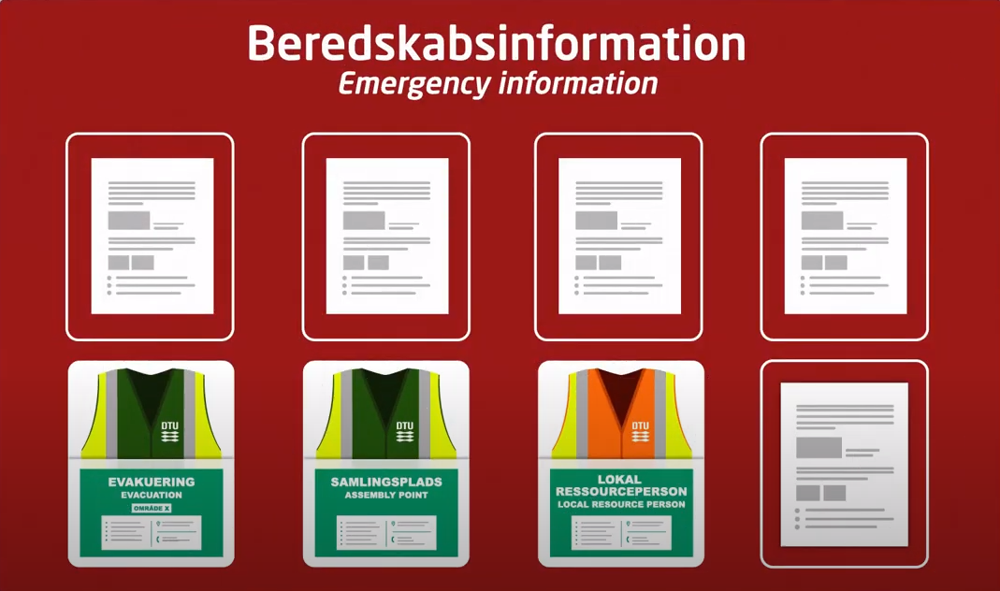 Beredskabsinformation
Emergency information
DTU
EVAKUERING
EVACUATION
OMRÅDE X
DTU
SAMLINGSPLADS
ASSEMBLY POINT
DTU
LOKAL
RESSOURCEPERSON
LOCAL RESOURCE PERSON